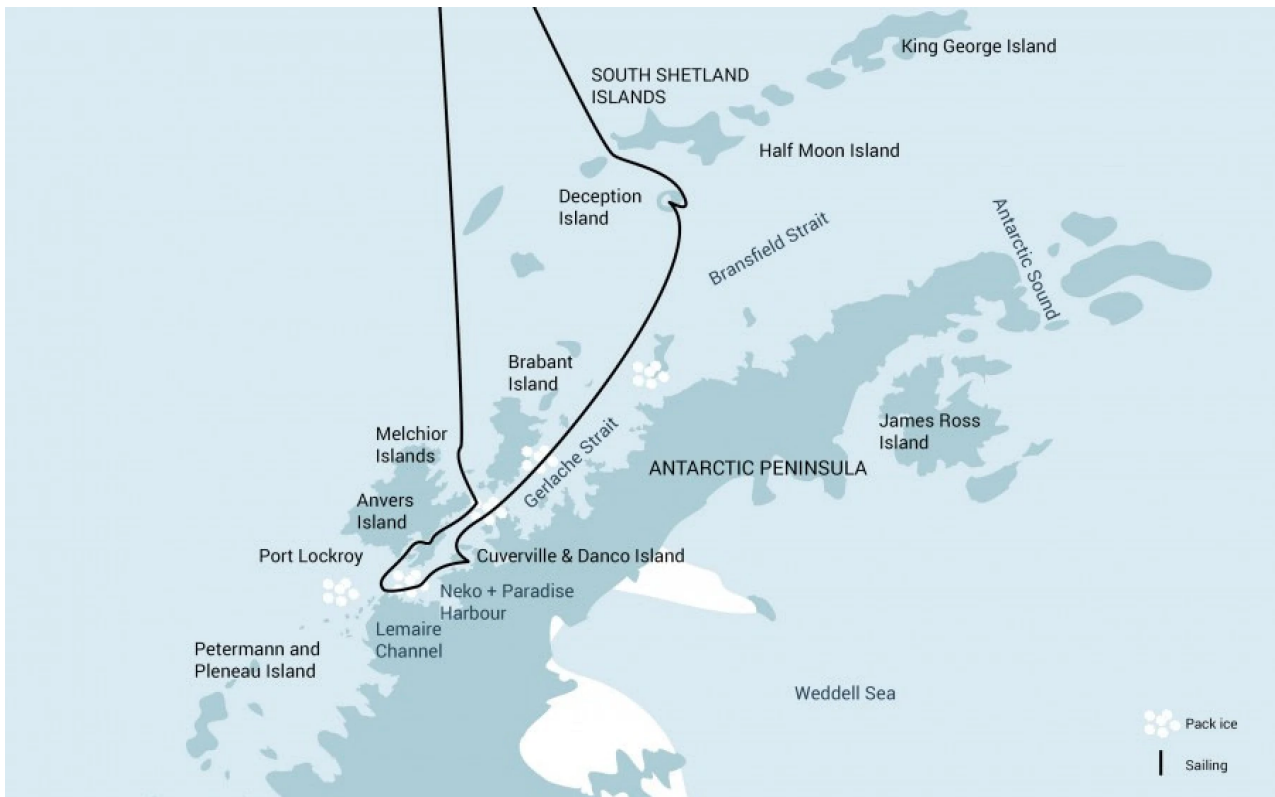 King George Island
SOUTH SHETLAND
ISLANDS
Half Moon Island
Deception
Island
Bransfield Strait
Antarctic Sound
Brabant
Island
Melchior
Islands
Gerlache Strait
James Ross
Island
ANTARCTIC PENINSULA
Anvers
Island
Port Lockroy
Cuverville & Danco Island
Neko + Paradise
Harbour
Lemaire
Channel
Petermann and
Pleneau Island
Weddell Sea
Pack ice
Sailing